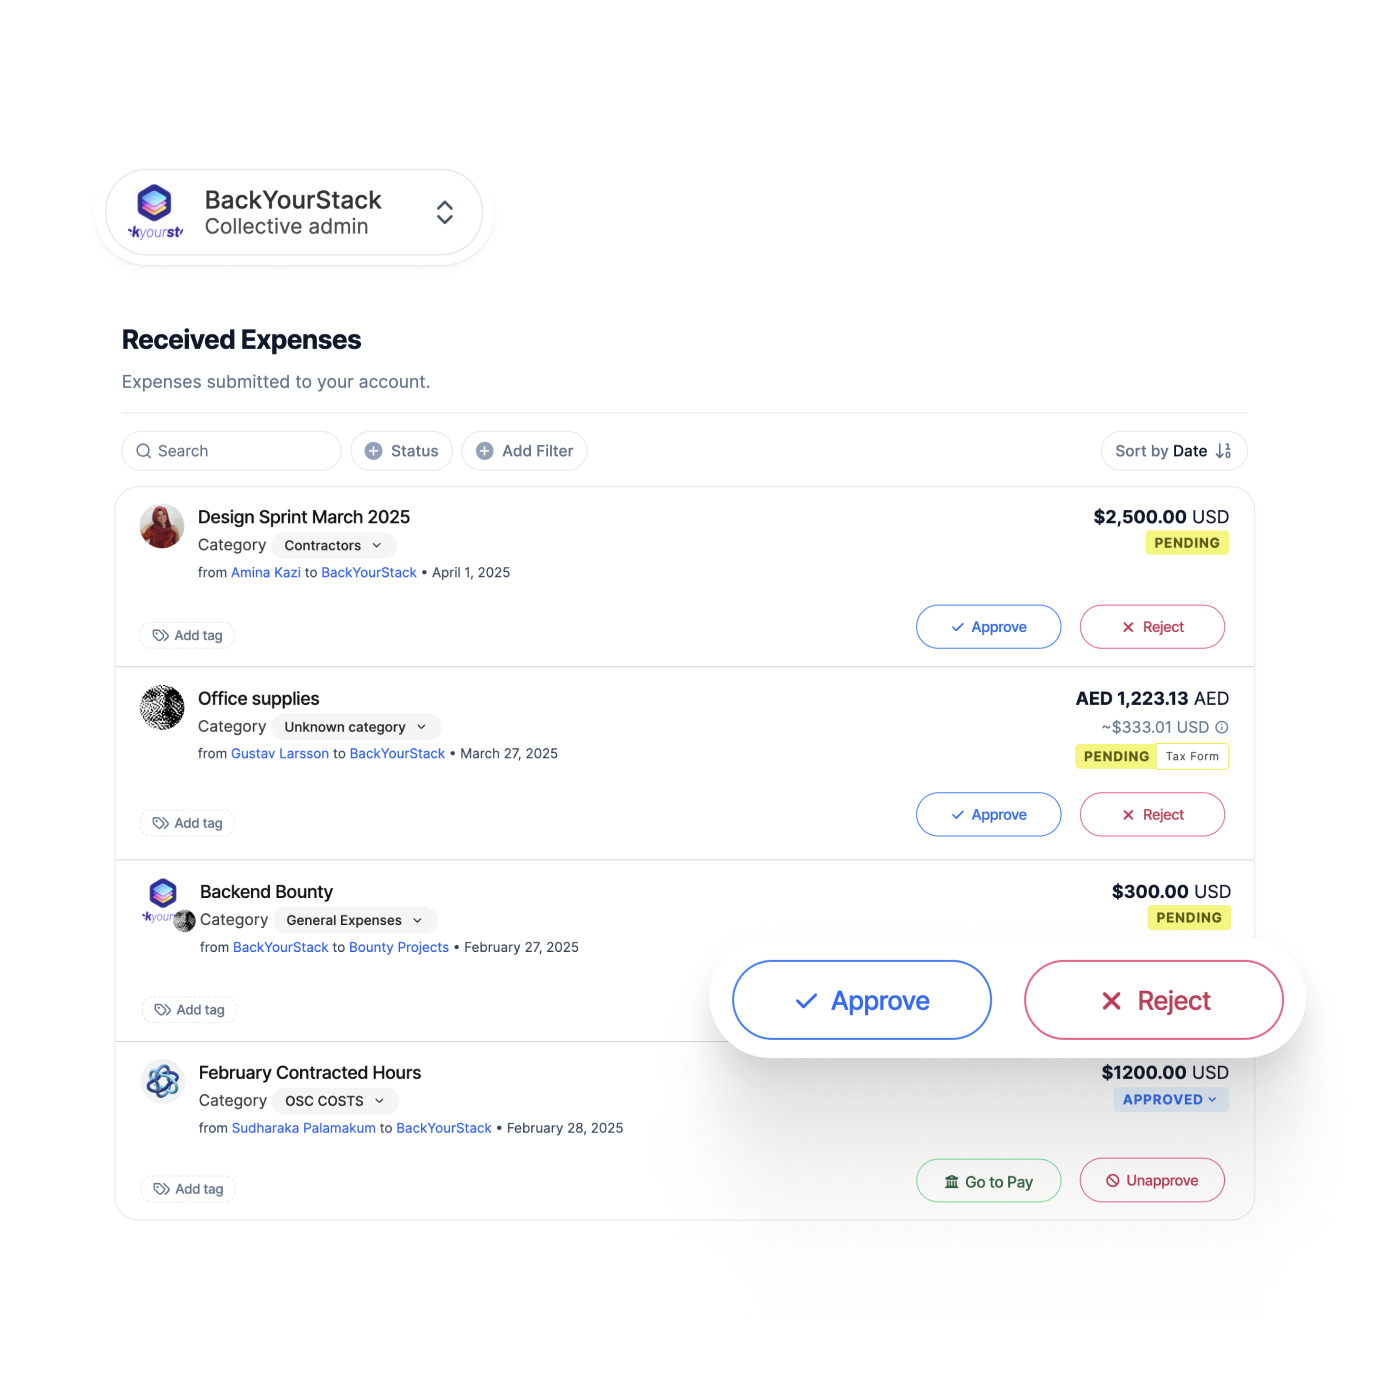 kyourst
BackYourStack
Collective admin
Received Expenses
Expenses submitted to your account.
Search
Status
Add Filter
Sort by Date
Design Sprint March 2025
$2,500.00 USD
Category Contractors
PENDING
from Amina Kazi to BackYourStack • April 1, 2025
Add tag
Approve
Reject
Office supplies
AED 1,223.13 AED
Category Unknown category
~$333.01 USD
from Gustav Larsson to BackYourStack • March 27, 2025
PENDING Tax Form
Add tag
Approve
Reject
Backend Bounty
$300.00 USD
kyour
Category General Expenses
PENDING
from BackYourStack to Bounty Projects • February 27, 2025
Add tag
Approve
Reject
February Contracted Hours
$1200.00 USD
Category OSC COSTS
APPROVED
from Sudharaka Palamakum to BackYourStack • February 28, 2025
Add tag
Go to Pay
Unapprove